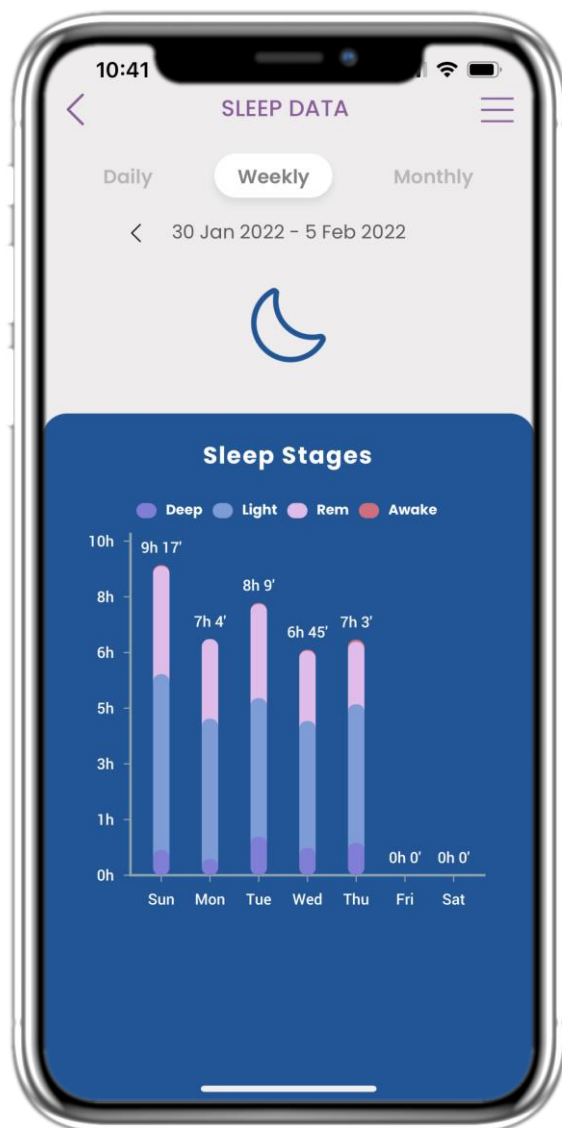 10:41
SLEEP DATA
Daily Weekly Monthly
30 Jan 2022 - 5 Feb 2022
Sleep Stages
Deep Light Rem Awake
10h
8h
6h
5h
3h
1h
0h
9h 17'
7h 4'
8h 9'
6h 45'
7h 3'
0h 0'
0h 0'
Sun Mon Tue Wed Thu Fri Sat